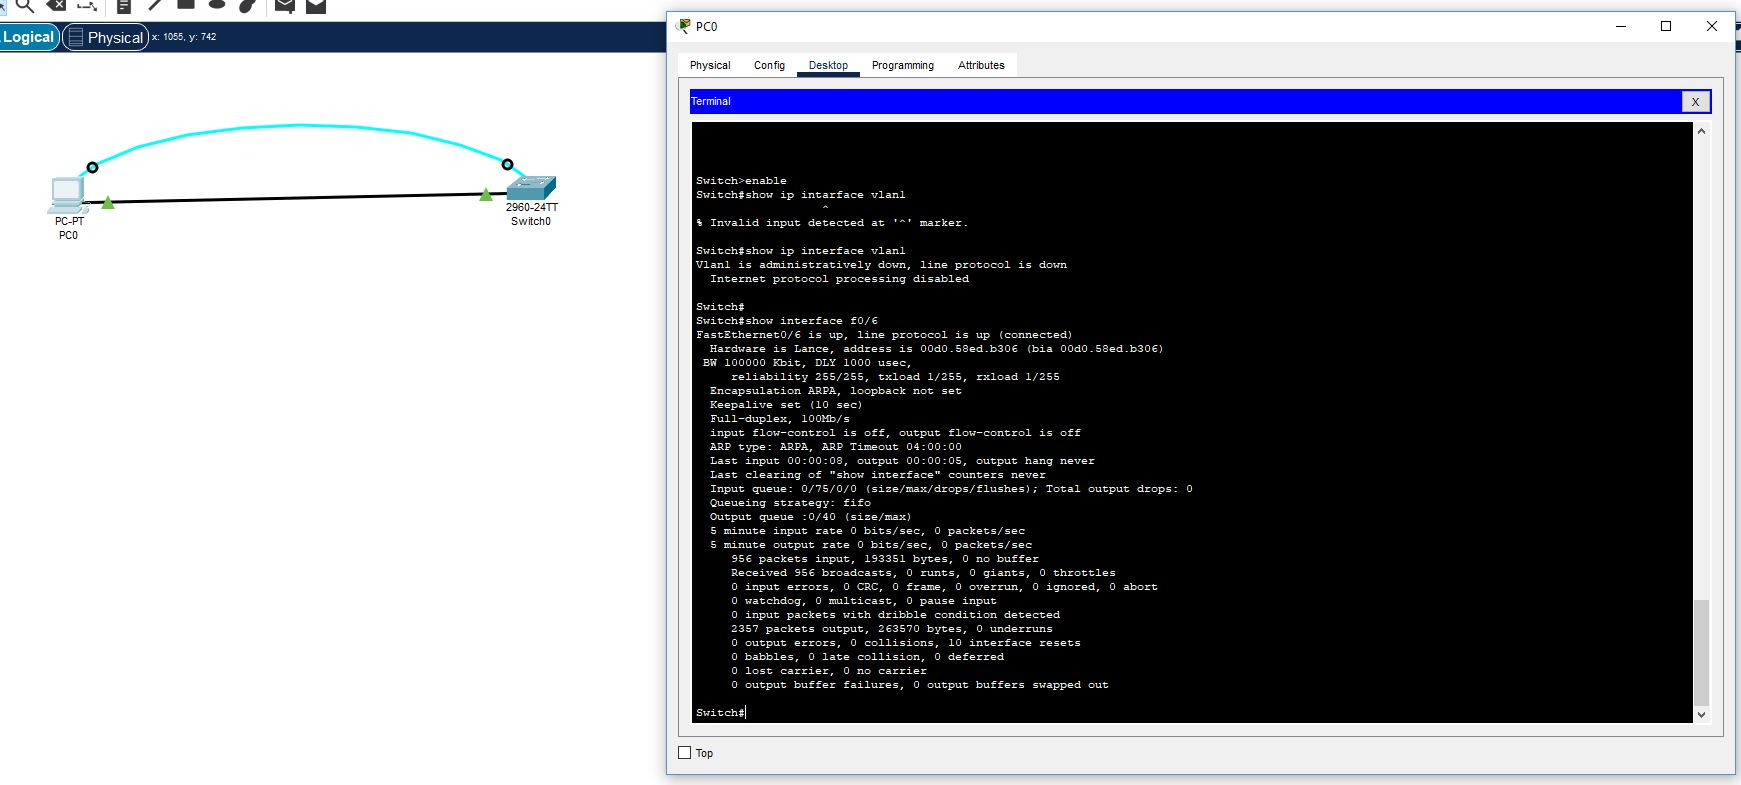 Logical
Physical
x: 1055, y: 742
PC-PT
PC0
2960-24TT
Switch0
PC0
Physical Config Desktop Programming Attributes
Terminal
X
Switch>enable
Switch#show ip intarface vlan1
^
% Invalid input detected at '^' marker.
Switch#show ip interface vlan1
Vlan1 is administratively down, line protocol is down
Internet protocol processing disabled
Switch#
Switch#show interface f0/6
FastEthernet0/6 is up, line protocol is up (connected)
Hardware is Lance, address is 00d0.58ed.b306 (bia 00d0.58ed.b306)
BW 100000 Kbit, DLY 1000 usec,
reliability 255/255, txload 1/255, rxload 1/255
Encapsulation ARPA, loopback not set
Keepalive set (10 sec)
Full-duplex, 100Mb/s
input flow-control is off, output flow-control is off
ARP type: ARPA, ARP Timeout 04:00:00
Last input 00:00:08, output 00:00:05, output hang never
Last clearing of "show interface" counters never
Input queue: 0/75/0/0 (size/max/drops/flushes); Total output drops: 0
Queueing strategy: fifo
Output queue :0/40 (size/max)
5 minute input rate 0 bits/sec, 0 packets/sec
5 minute output rate 0 bits/sec, 0 packets/sec
956 packets input, 193351 bytes, 0 no buffer
Received 956 broadcasts, 0 runts, 0 giants, 0 throttles
0 input errors, 0 CRC, 0 frame, 0 overrun, 0 ignored, 0 abort
0 watchdog, 0 multicast, 0 pause input
0 input packets with dribble condition detected
2357 packets output, 263570 bytes, 0 underruns
0 output errors, 0 collisions, 10 interface resets
0 babbles, 0 late collision, 0 deferred
0 lost carrier, 0 no carrier
0 output buffer failures, 0 output buffers swapped out
Switch#
Top